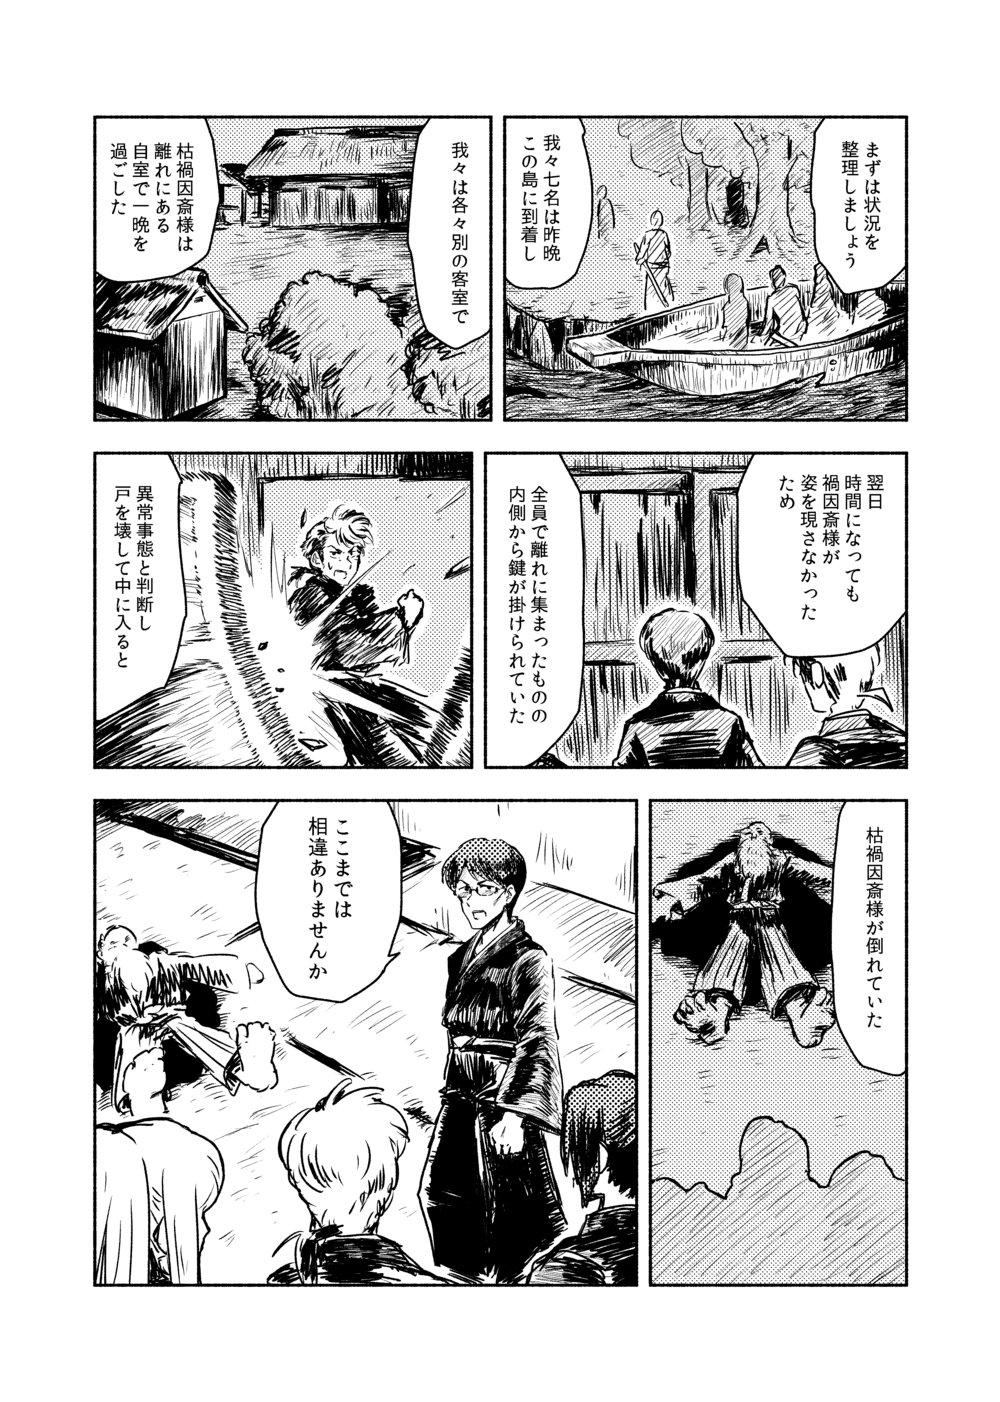 まずは状況を
整理しましょう
我々七名は昨晩
この島に到着し
我々は各々別の客室で
枯禍因斎様は
離れにある
自室で一晩を
過ごした
翌日
時間になっても
禍因斎様が
姿を現さなかった
ため
全員で離れに集まったものの
内側から鍵が掛けられていた
異常事態と判断し
戸を壊して中に入ると
枯禍因斎様が倒れていた
ここまでは
相違ありませんか